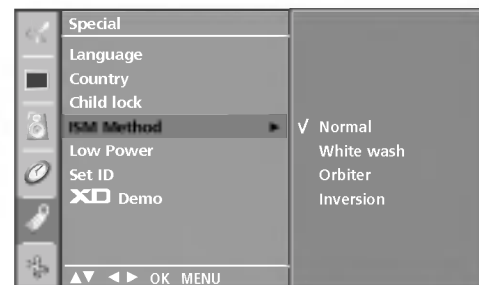 Special
Language
Country
Child lock
ISM Method ►
Low Power
Set ID
XD Demo
▲▼ ◄► OK MENU
√ Normal
White wash
Orbiter
Inversion